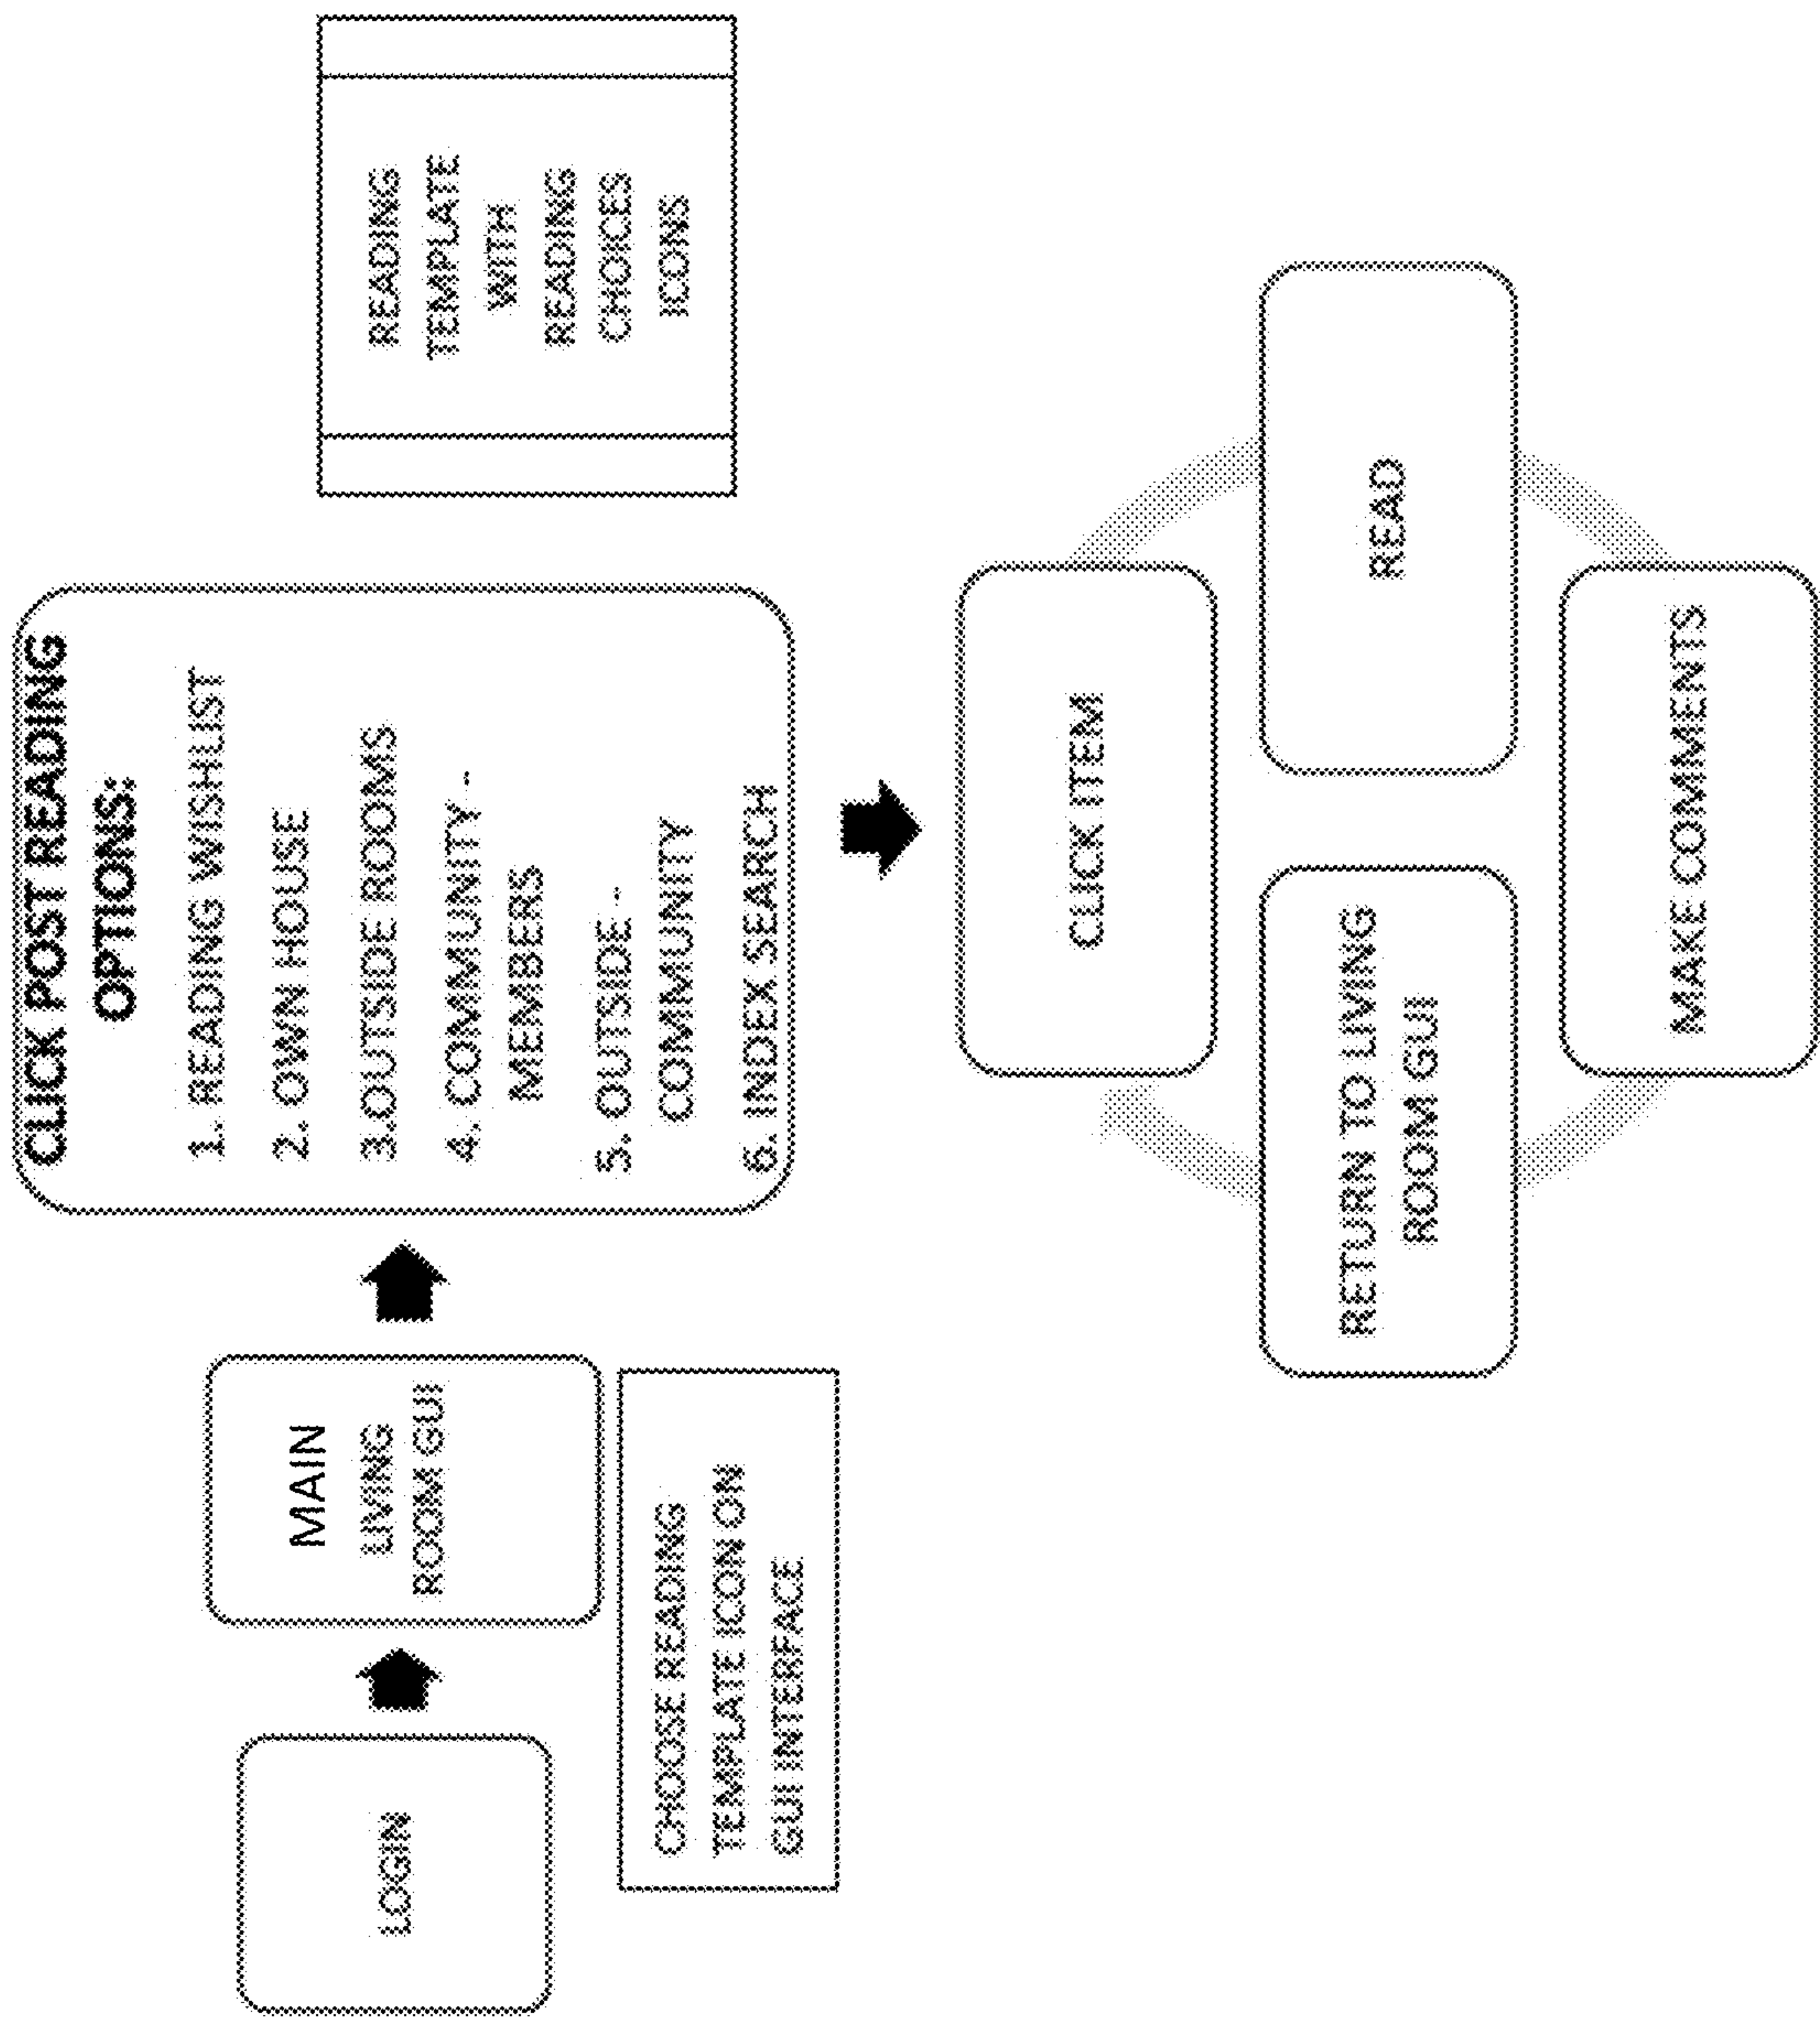 LOGIN
MAIN
LIVING
ROOM GUI
CHOOSE READING
TEMPLATE ICON ON
GUI INTERFACE
CLICK POST READING
OPTIONS:
1. READING WISHLIST
2. OWN HOUSE
3.OUTSIDE ROOMS
4. COMMUNITY -
MEMBERS
5. OUTSIDE -
COMMUNITY
6. INDEX SEARCH
READING
TEMPLATE
WITH
READING
CHOICES
ICONS
CLICK ITEM
READ
MAKE COMMENTS
RETURN TO LIVING
ROOM GUI